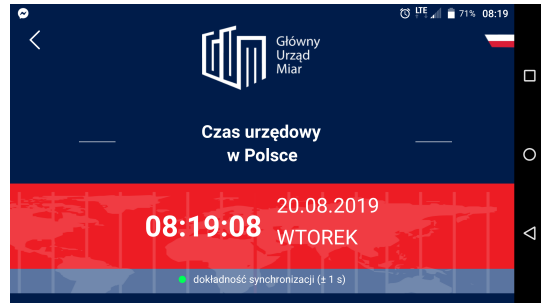 LTE 71% 08:19
Główny
Urząd
Miar
Czas urzędowy
w Polsce
20.08.2019
08:19:08
WTOREK
dokładność synchronizacji (± 1 s)